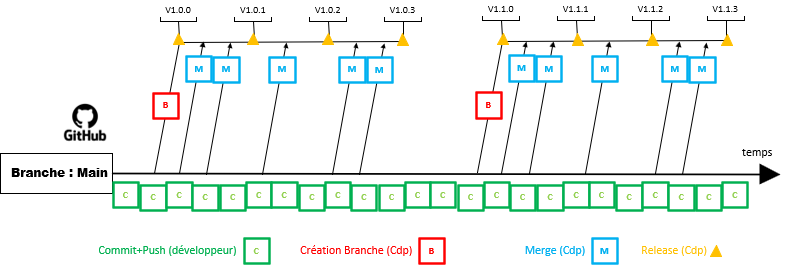 V1.0.0 V1.0.1 V1.0.2 V1.0.3 V1.1.0 V1.1.1 V1.1.2 V1.1.3
M M M M M M M M M M
B B
GitHub
temps
Branche : Main
C C C C C C C C C C C C C C C C C C C C C C C C
Commit+Push (développeur) C Création Branche (Cdp) B Merge (Cdp) M Release (Cdp)